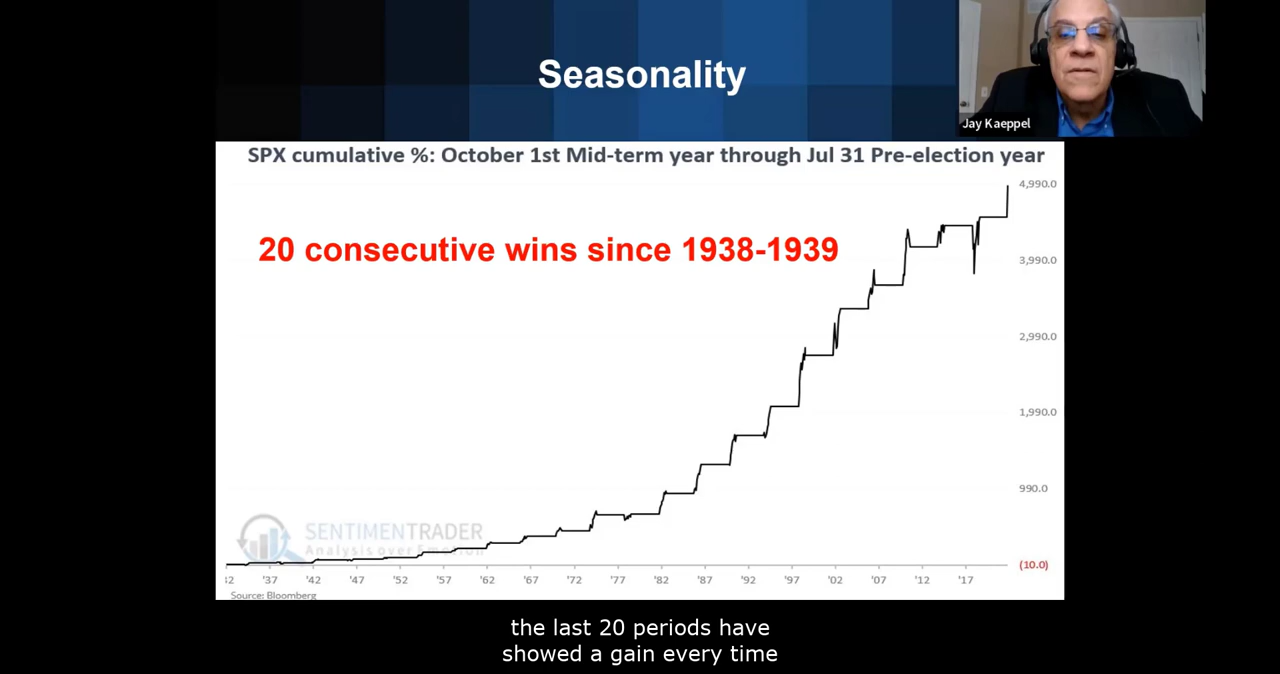 Seasonality
Jay Kaeppel
SPX cumulative %: October 1st Mid-term year through Jul 31 Pre-election year
4,990.0
20 consecutive wins since 1938-1939
3,990.0
2,990.0
1,990.0
990.0
SENTIMENTRADER
Analysis over Emotion
(10.0)
'37 '42 '47 '52 '57 '62 '67 '72 '77 '82 '87 '92 '97 '02 '07 '12 '17
Source: Bloomberg
the last 20 periods have
showed a gain every time